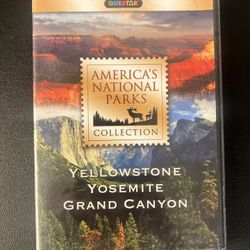 QUESTAR
AMERICA'S
NATIONAL
PARKS
COLLECTION
YELLOWSTONE
YOSEMITE
GRAND CANYON